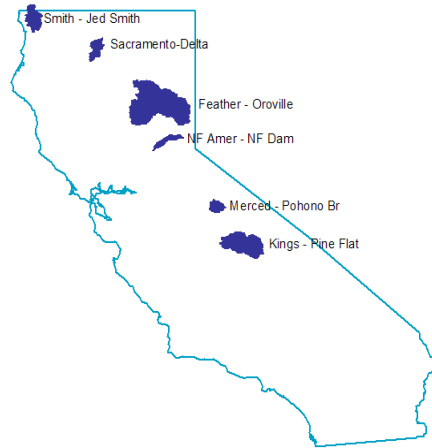 Smith - Jed Smith
Sacramento-Delta
Feather - Oroville
NF Amer - NF Dam
Merced - Pohono Br
Kings - Pine Flat